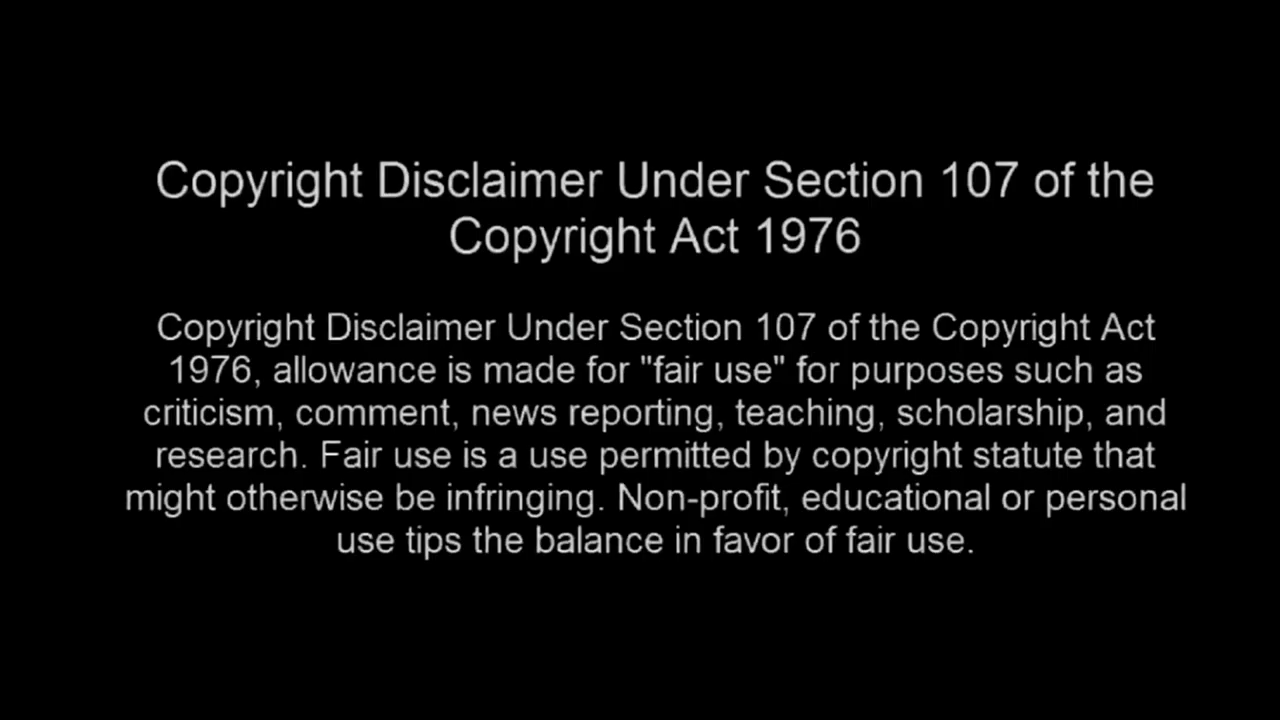 Copyright Disclaimer Under Section 107 of the
Copyright Act 1976
Copyright Disclaimer Under Section 107 of the Copyright Act
1976, allowance is made for "fair use" for purposes such as
criticism, comment, news reporting, teaching, scholarship, and
research. Fair use is a use permitted by copyright statute that
might otherwise be infringing. Non-profit, educational or personal
use tips the balance in favor of fair use.